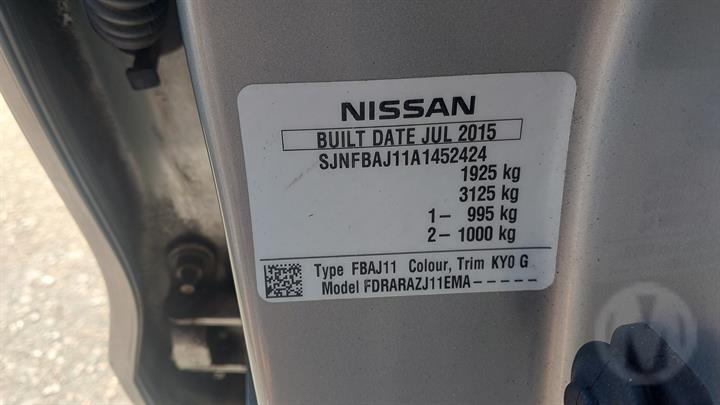 NISSAN
BUILT DATE JUL 2015
SJNFBAJ11A1452424
1925 kg
3125 kg
1– 995 kg
2– 1000 kg
Type FBAJ11 Colour, Trim KY0 G
Model FDRARAZJ11EMA-----